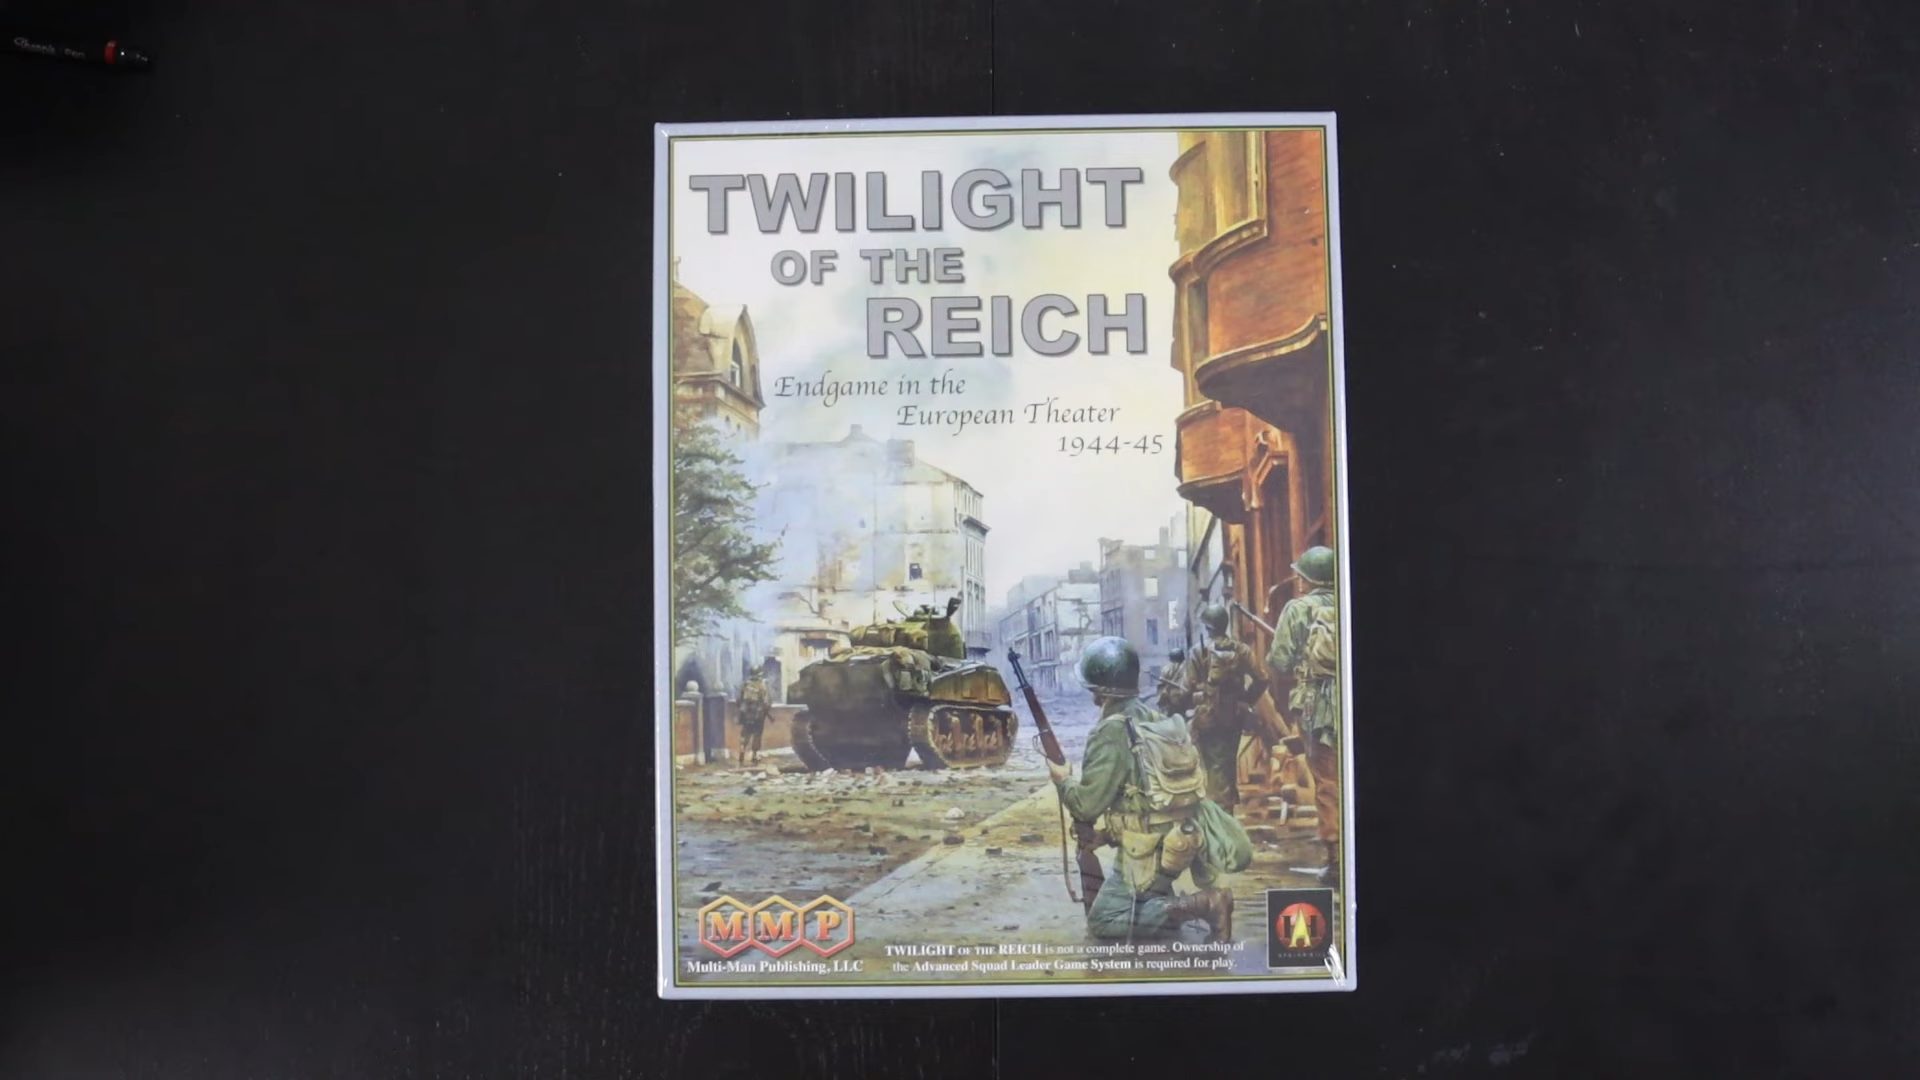 TWILIGHT
OF THE
REICH
Endgame in the
European Theater
1944-45
MMP
Multi-Man Publishing, LLC
TWILIGHT OF THE REICH is not a complete game. Ownership of
the Advanced Squad Leader Game System is required for play.